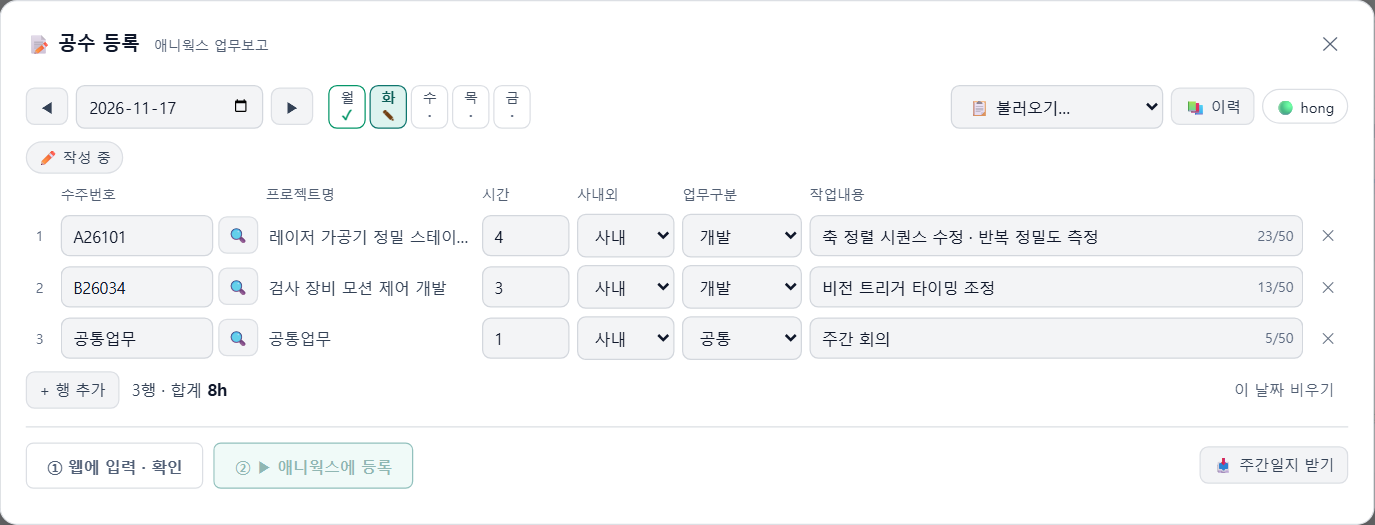 공수 등록 애니웍스 업무보고
2026-11-17 월 화 수 목 금 불러오기... 이력 hong
작성 중
수주번호 프로젝트명 시간 사내외 업무구분 작업내용
1 A26101 레이저 가공기 정밀 스테이... 4 사내 개발 축 정렬 시퀀스 수정 · 반복 정밀도 측정 23/50
2 B26034 검사 장비 모션 제어 개발 3 사내 개발 비전 트리거 타이밍 조정 13/50
3 공통업무 공통업무 1 사내 공통 주간 회의 5/50
+ 행 추가 3행 · 합계 8h 이 날짜 비우기
① 웹에 입력 · 확인 ② ▶ 애니웍스에 등록 주간일지 받기